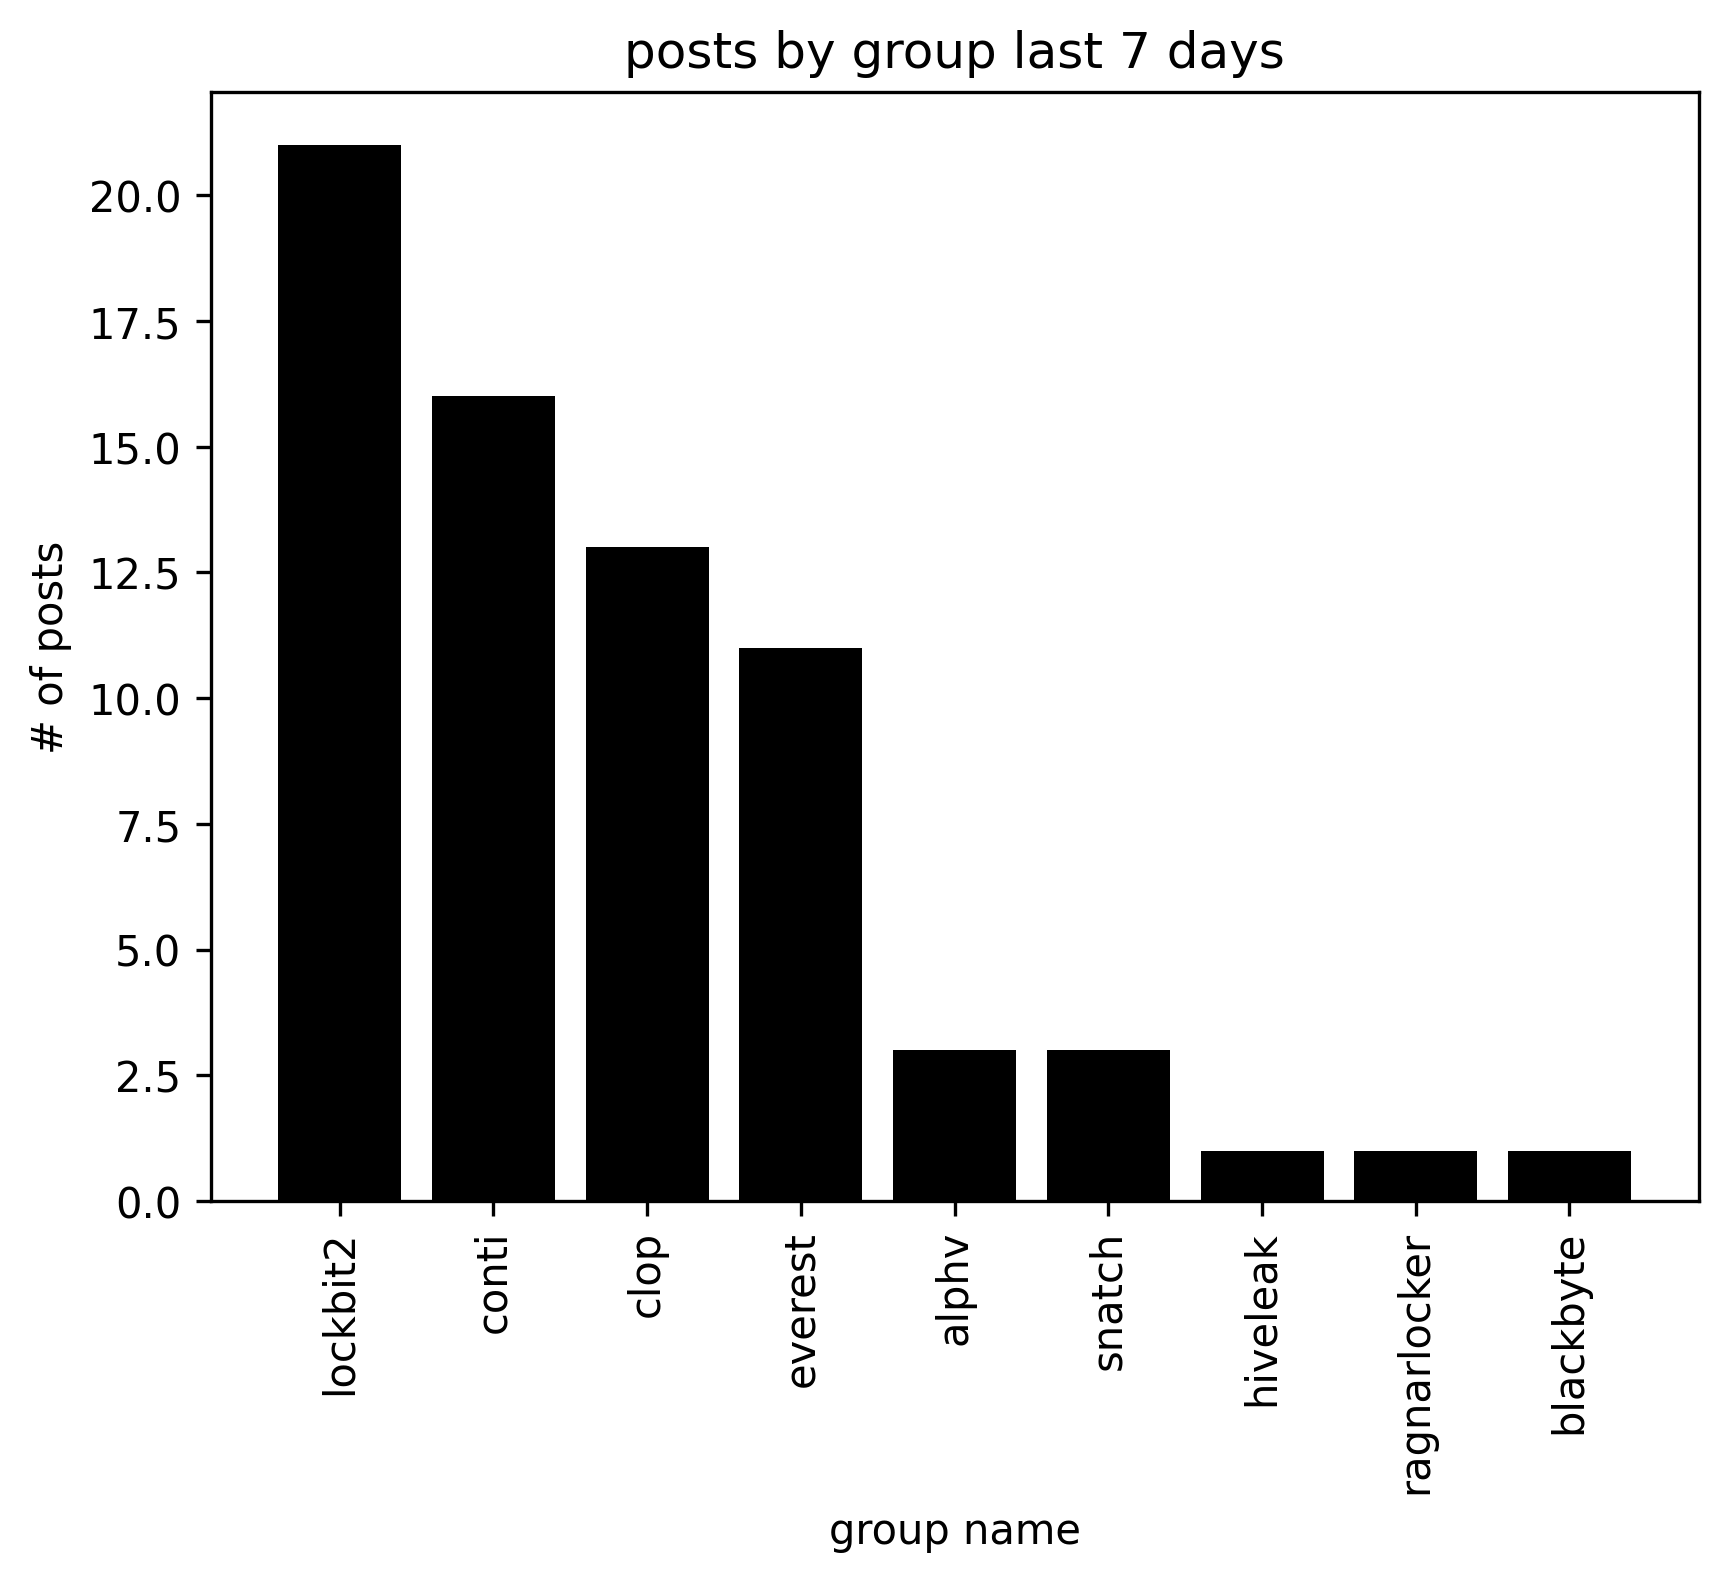 posts by group last 7 days
# of posts
20.0
17.5
15.0
12.5
10.0
7.5
5.0
2.5
0.0
lockbit2
conti
clop
everest
alphv
snatch
hiveleak
ragnarlocker
blackbyte
group name